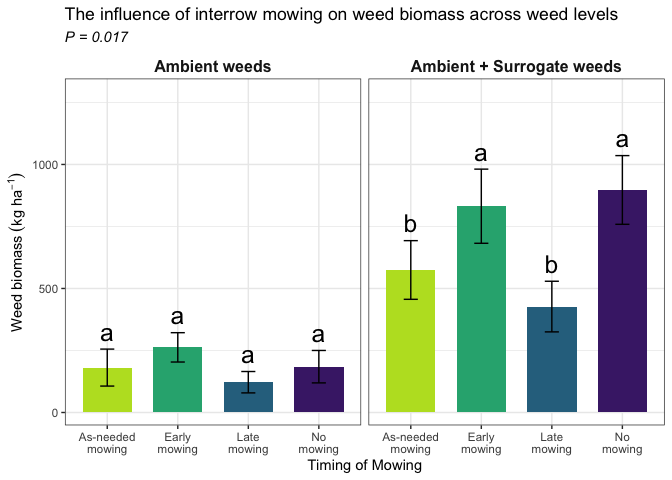 The influence of interrow mowing on weed biomass across weed levels
P = 0.017
Ambient weeds
Ambient + Surrogate weeds
Weed biomass (kg ha⁻¹)
1000
500
0
a
a
a
a
b
a
b
a
As-needed
mowing
Early
mowing
Late
mowing
No
mowing
As-needed
mowing
Early
mowing
Late
mowing
No
mowing
Timing of Mowing